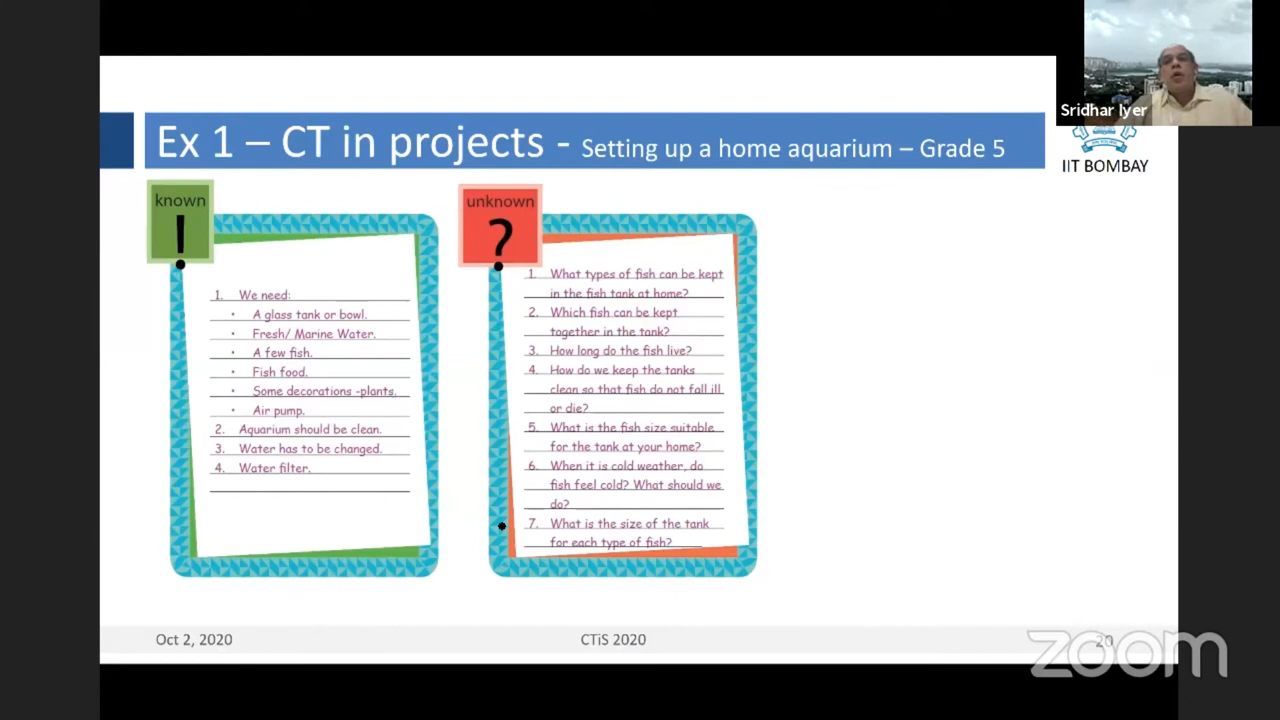 Sridhar Iyer
Ex 1 – CT in projects - Setting up a home aquarium – Grade 5
IIT BOMBAY
known
!
1. We need:
• A glass tank or bowl.
• Fresh/ Marine Water.
• A few fish.
• Fish food.
• Some decorations -plants.
• Air pump.
2. Aquarium should be clean.
3. Water has to be changed.
4. Water filter.
unknown
?
1. What types of fish can be kept
in the fish tank at home?
2. Which fish can be kept
together in the tank?
3. How long do the fish live?
4. How do we keep the tanks
clean so that fish do not fall ill
or die?
5. What is the fish size suitable
for the tank at your home?
6. When it is cold weather, do
fish feel cold? What should we
do?
7. What is the size of the tank
for each type of fish?
Oct 2, 2020
CTiS 2020
20
zoom